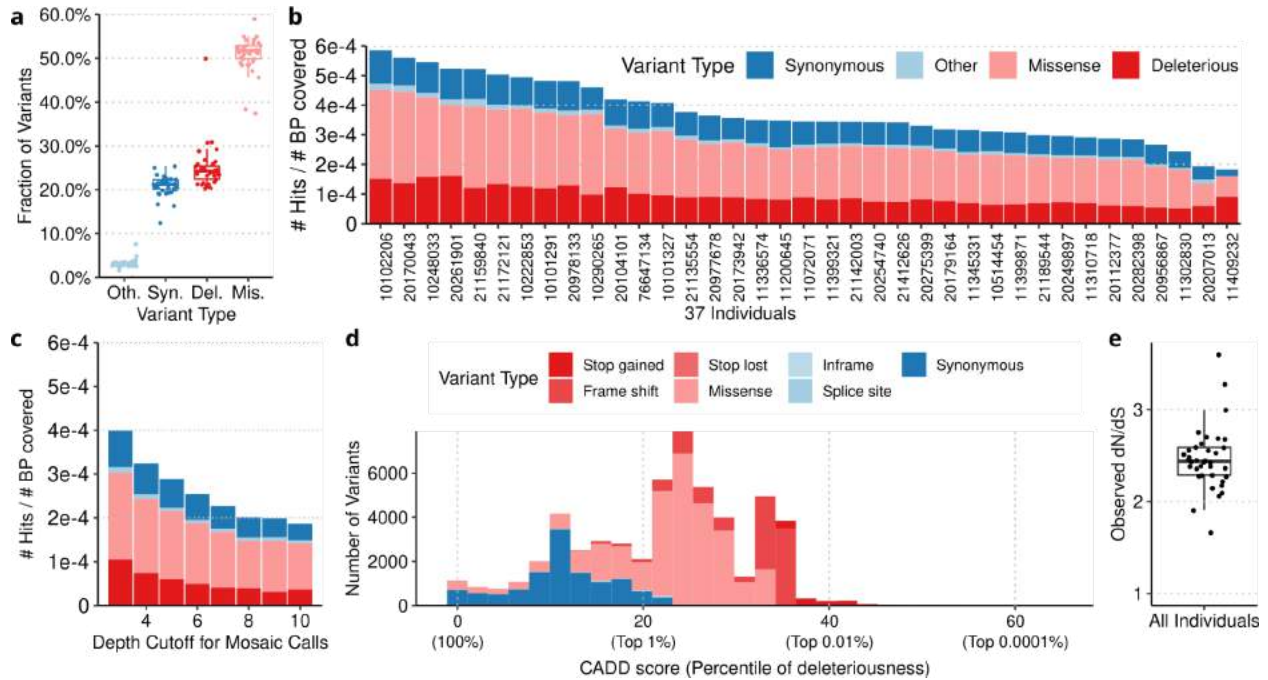 a
60.0%
50.0%
40.0%
30.0%
20.0%
10.0%
0.0%
Fraction of Variants
Oth. Syn. Del. Mis.
Variant Type
b
Variant Type Synonymous Other Missense Deleterious
6e-4
5e-4
4e-4
3e-4
2e-4
1e-4
0
# Hits / # BP covered
10102206
20170043
10248033
20261901
21159840
21172121
10222853
10101291
20978133
10290265
20104101
76647134
10101327
21135554
20977678
20173942
11336574
11200645
11072071
11399321
21142003
20254740
21412626
20275399
20179164
11345331
10514454
11399871
21189544
20249897
11310718
20112377
20282398
20956867
11302830
20207013
11409232
37 Individuals
c
6e-4
5e-4
4e-4
3e-4
2e-4
1e-4
0
# Hits / # BP covered
4 6 8 10
Depth Cutoff for Mosaic Calls
d
Variant Type
Stop gained Stop lost Inframe Synonymous
Frame shift Missense Splice site
6000
4000
2000
0
Number of Variants
0 20 40 60
(100%) (Top 1%) (Top 0.01%) (Top 0.0001%)
CADD score (Percentile of deleteriousness)
e
3
2
1
Observed dN/dS
All Individuals